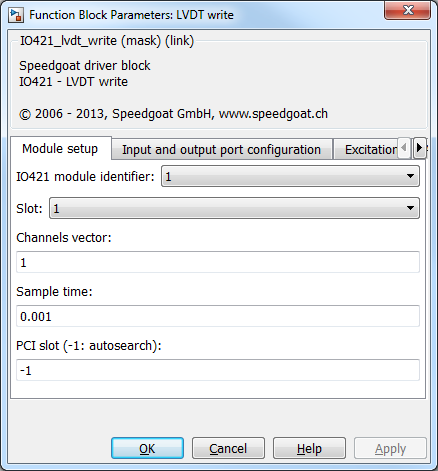 Function Block Parameters: LVDT write
IO421_lvdt_write (mask) (link)
Speedgoat driver block
IO421 - LVDT write
© 2006 - 2013, Speedgoat GmbH, www.speedgoat.ch
Module setup Input and output port configuration Excitation
IO421 module identifier: 1
Slot: 1
Channels vector:
1
Sample time:
0.001
PCI slot (-1: autosearch):
-1
OK Cancel Help Apply